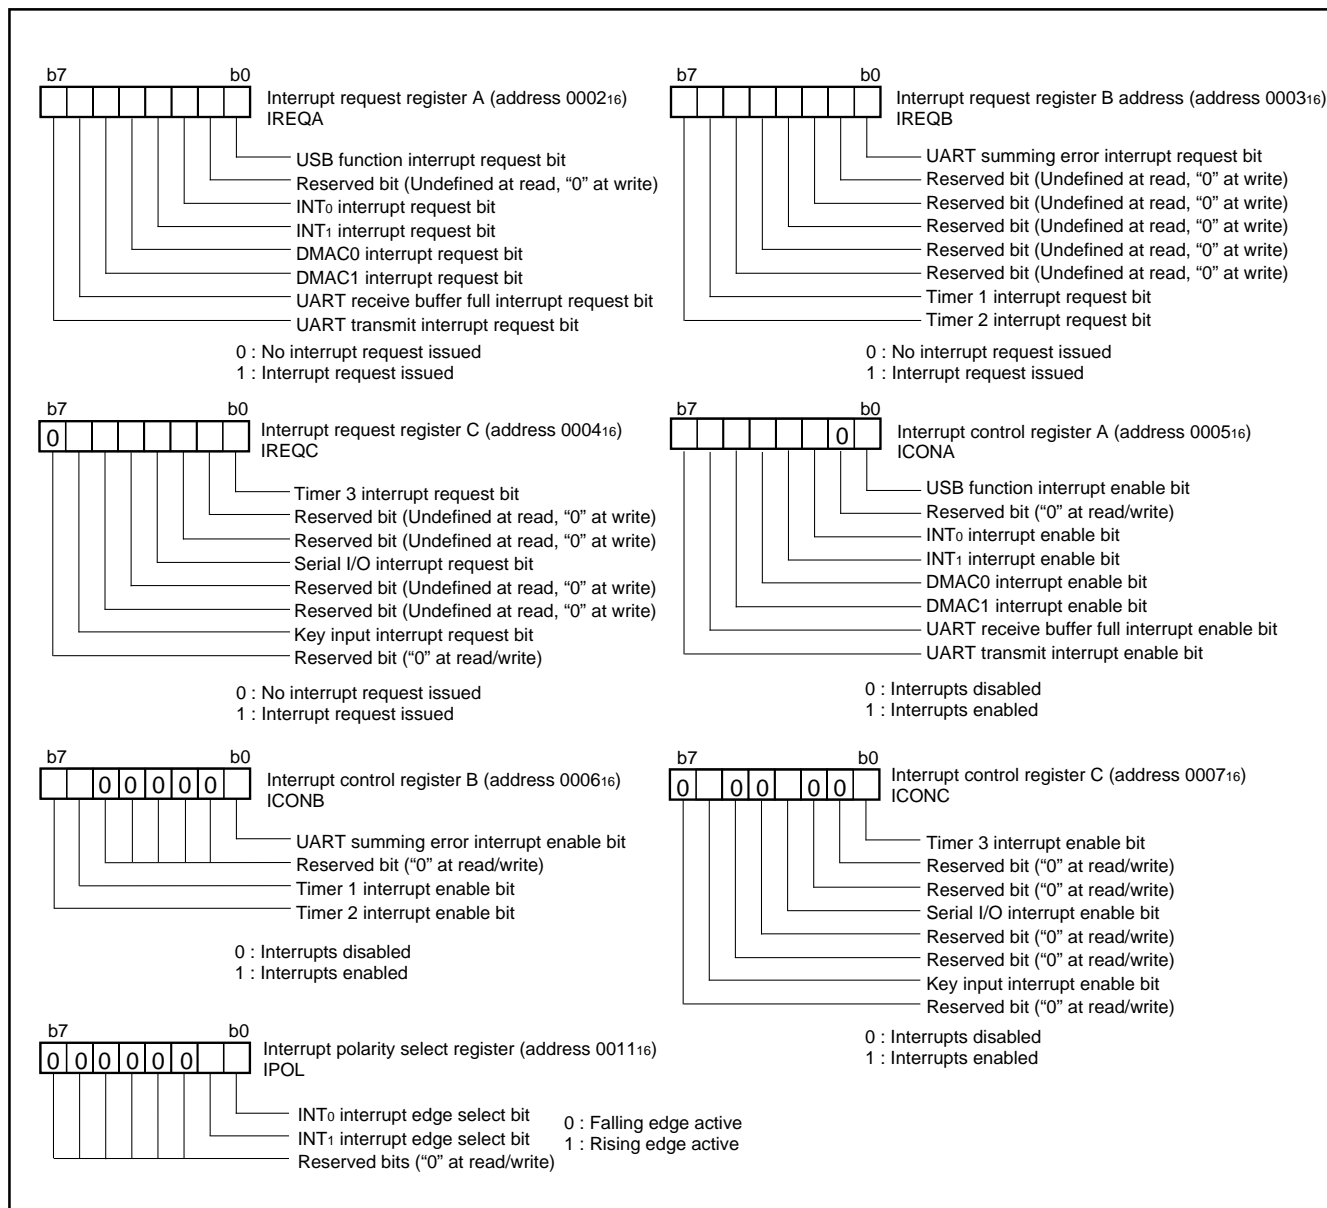 b7 b0
Interrupt request register A (address 000216)
IREQA
USB function interrupt request bit
Reserved bit (Undefined at read, “0” at write)
INT0 interrupt request bit
INT1 interrupt request bit
DMAC0 interrupt request bit
DMAC1 interrupt request bit
UART receive buffer full interrupt request bit
UART transmit interrupt request bit
0 : No interrupt request issued
1 : Interrupt request issued
b7 b0
Interrupt request register B address (address 000316)
IREQB
UART summing error interrupt request bit
Reserved bit (Undefined at read, “0” at write)
Reserved bit (Undefined at read, “0” at write)
Reserved bit (Undefined at read, “0” at write)
Reserved bit (Undefined at read, “0” at write)
Reserved bit (Undefined at read, “0” at write)
Timer 1 interrupt request bit
Timer 2 interrupt request bit
0 : No interrupt request issued
1 : Interrupt request issued
b7 b0
0
Interrupt request register C (address 000416)
IREQC
Timer 3 interrupt request bit
Reserved bit (Undefined at read, “0” at write)
Reserved bit (Undefined at read, “0” at write)
Serial I/O interrupt request bit
Reserved bit (Undefined at read, “0” at write)
Reserved bit (Undefined at read, “0” at write)
Key input interrupt request bit
Reserved bit (“0” at read/write)
0 : No interrupt request issued
1 : Interrupt request issued
b7 b0
0
Interrupt control register A (address 000516)
ICONA
USB function interrupt enable bit
Reserved bit (“0” at read/write)
INT0 interrupt enable bit
INT1 interrupt enable bit
DMAC0 interrupt enable bit
DMAC1 interrupt enable bit
UART receive buffer full interrupt enable bit
UART transmit interrupt enable bit
0 : Interrupts disabled
1 : Interrupts enabled
b7 b0
0 0 0 0 0
Interrupt control register B (address 000616)
ICONB
UART summing error interrupt enable bit
Reserved bit (“0” at read/write)
Timer 1 interrupt enable bit
Timer 2 interrupt enable bit
0 : Interrupts disabled
1 : Interrupts enabled
b7 b0
0 0 0 0 0
Interrupt control register C (address 000716)
ICONC
Timer 3 interrupt enable bit
Reserved bit (“0” at read/write)
Reserved bit (“0” at read/write)
Serial I/O interrupt enable bit
Reserved bit (“0” at read/write)
Reserved bit (“0” at read/write)
Key input interrupt enable bit
Reserved bit (“0” at read/write)
0 : Interrupts disabled
1 : Interrupts enabled
b7 b0
0 0 0 0 0 0
Interrupt polarity select register (address 001116)
IPOL
INT0 interrupt edge select bit
INT1 interrupt edge select bit
Reserved bits (“0” at read/write)
0 : Falling edge active
1 : Rising edge active